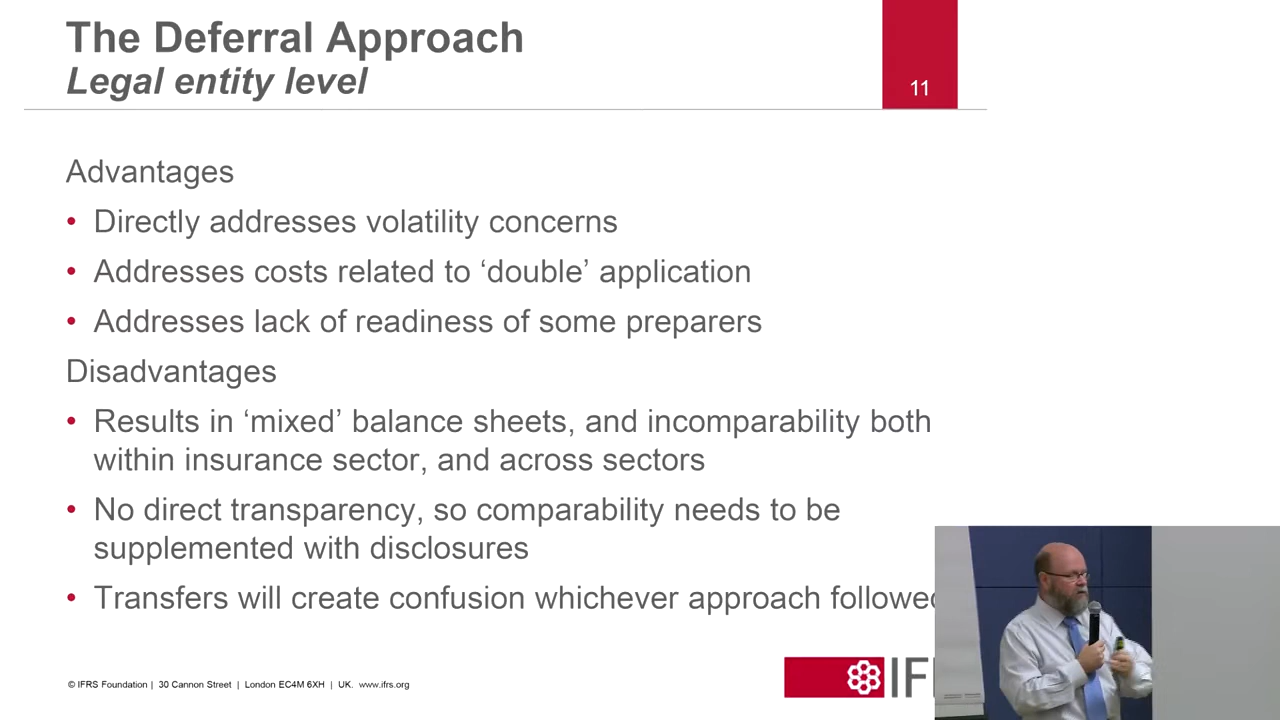 The Deferral Approach
Legal entity level
11
Advantages
• Directly addresses volatility concerns
• Addresses costs related to ‘double’ application
• Addresses lack of readiness of some preparers
Disadvantages
• Results in ‘mixed’ balance sheets, and incomparability both
within insurance sector, and across sectors
• No direct transparency, so comparability needs to be
supplemented with disclosures
• Transfers will create confusion whichever approach followe
© IFRS Foundation | 30 Cannon Street | London EC4M 6XH | UK. www.ifrs.org
IF